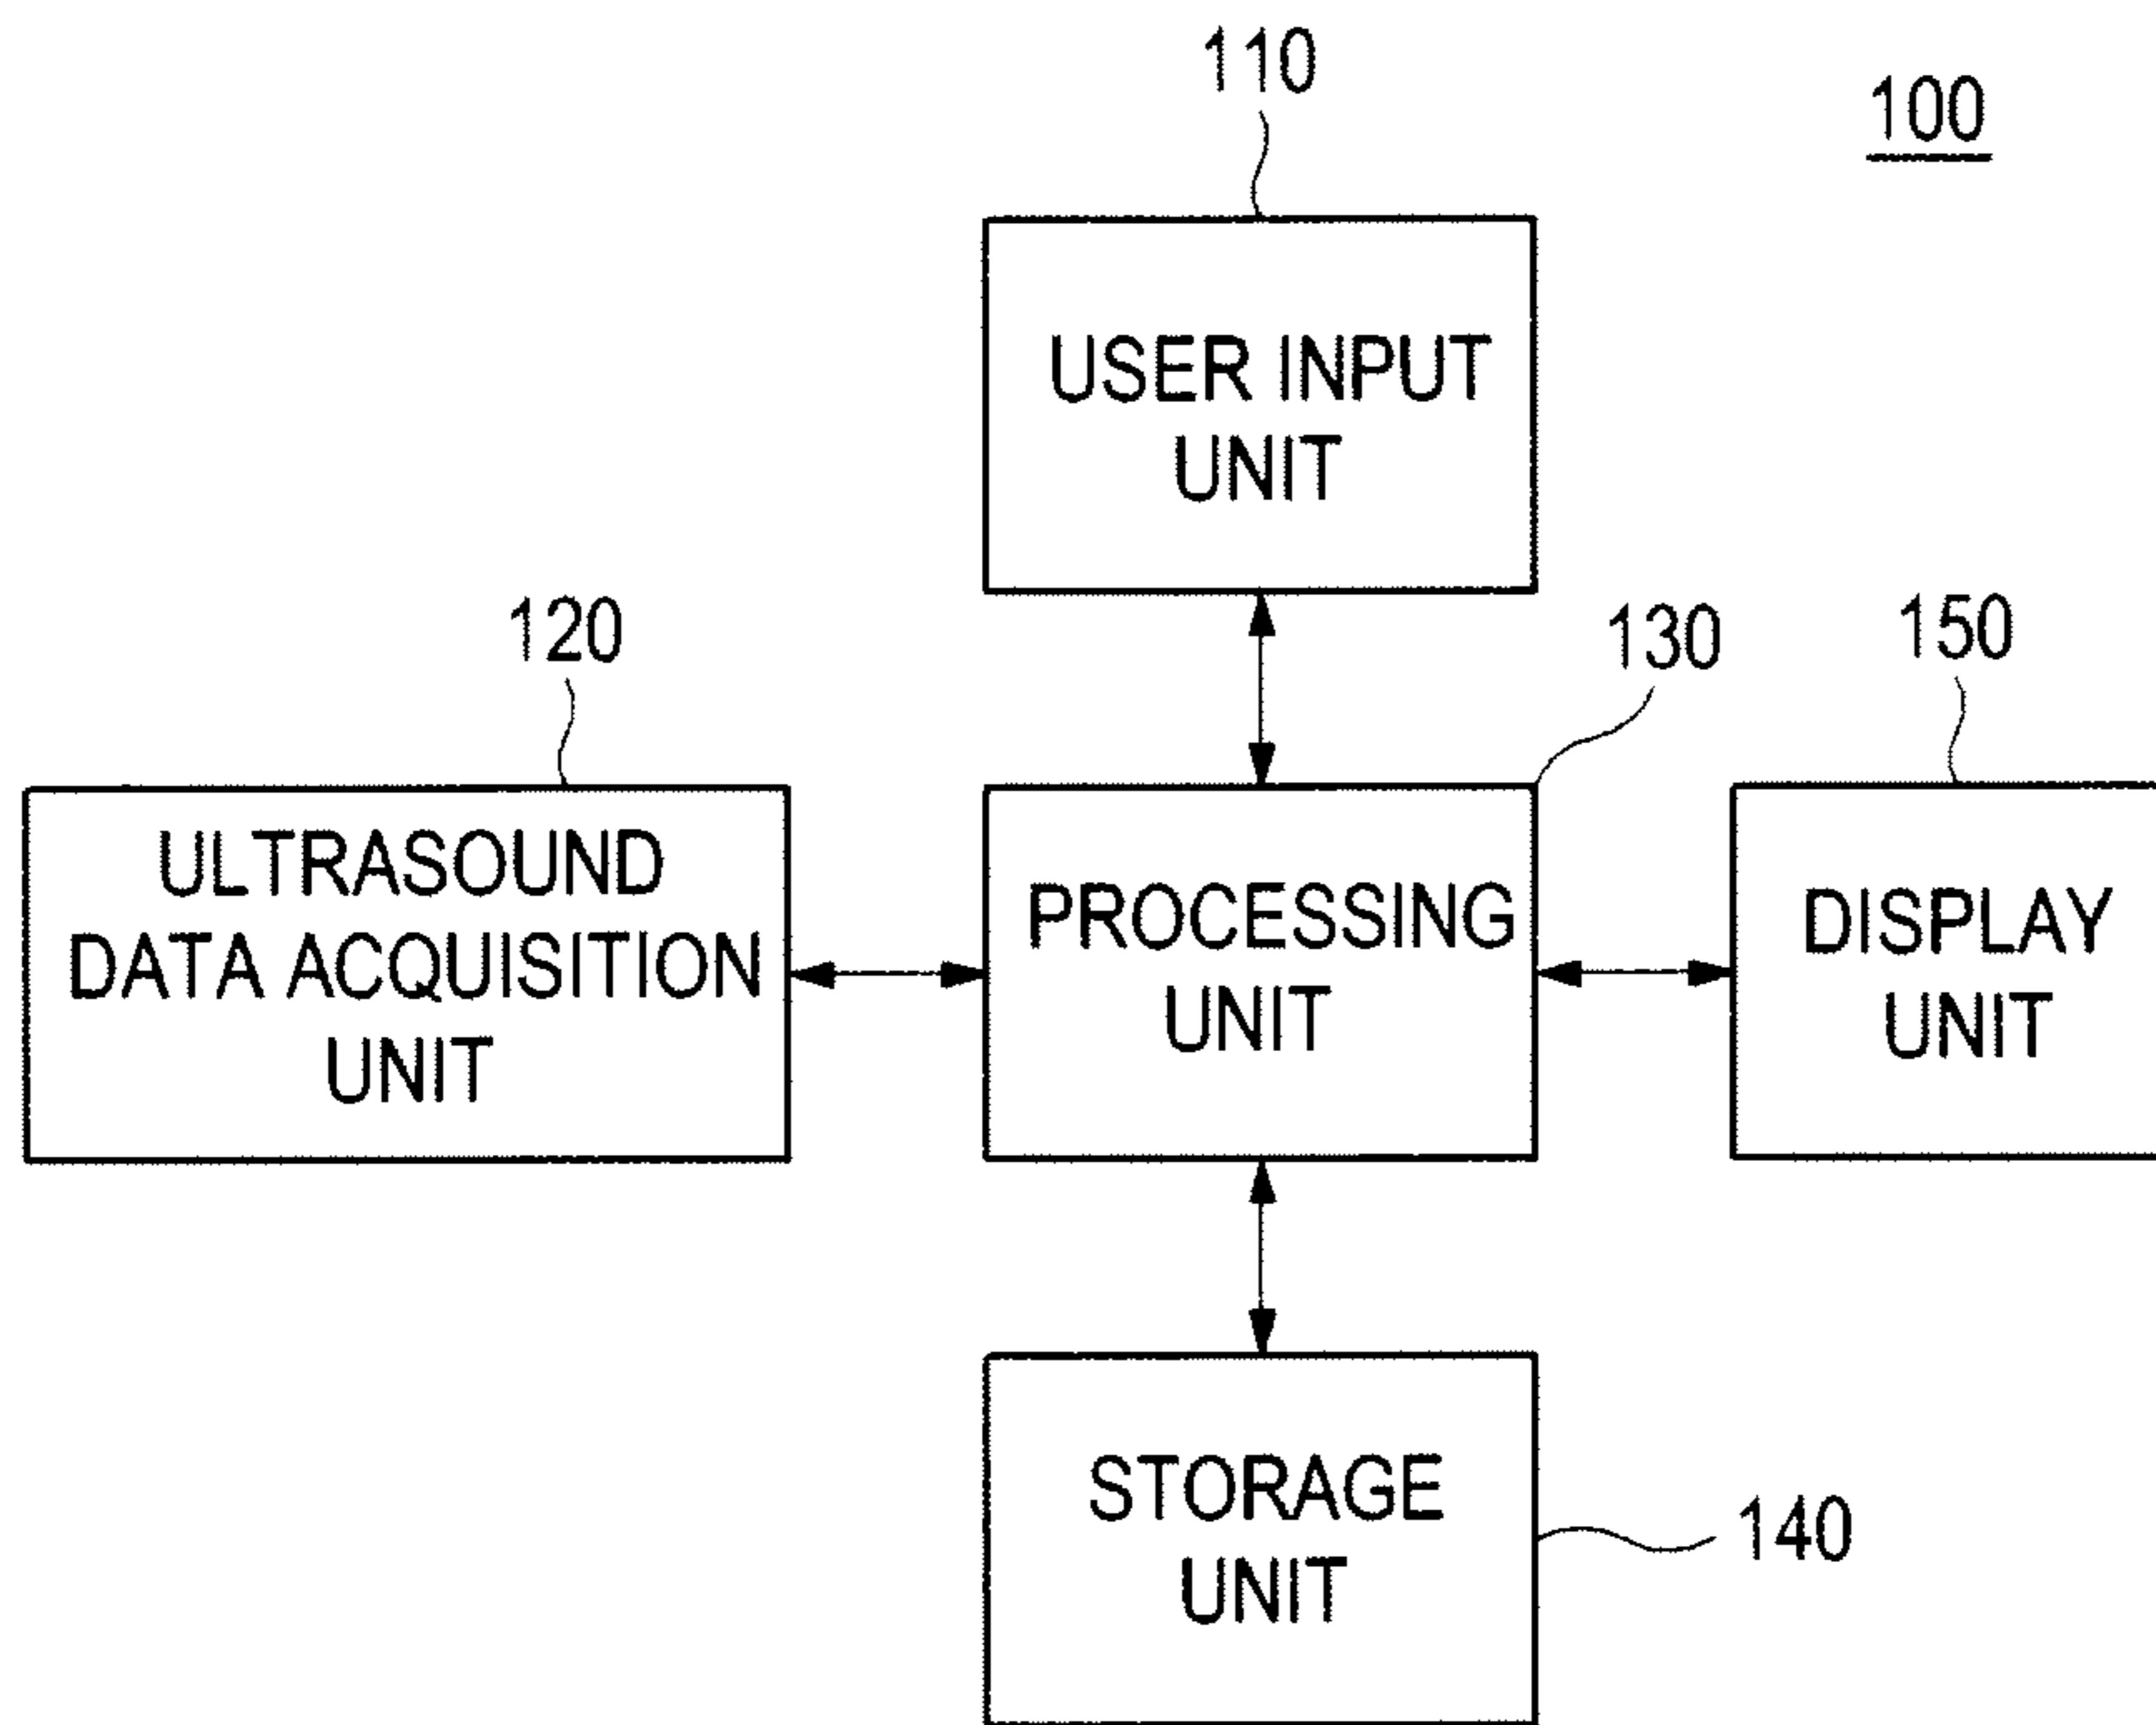 110
100
USER INPUT
UNIT
120
130
150
ULTRASOUND
DATA ACQUISITION
UNIT
PROCESSING
UNIT
DISPLAY
UNIT
STORAGE
UNIT
140